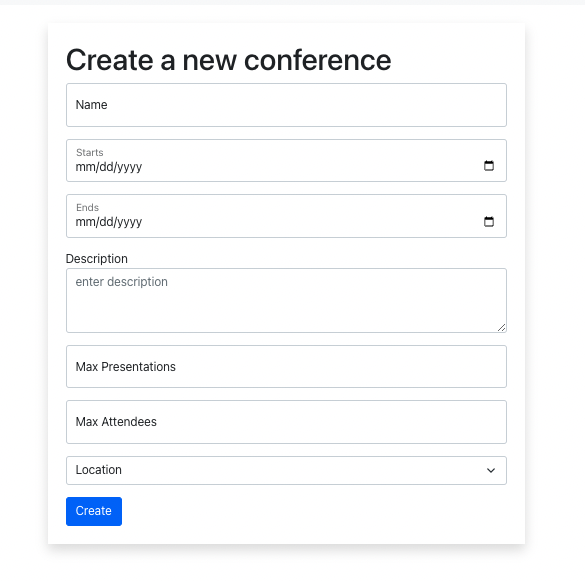 Create a new conference
Name
Starts
mm/dd/yyyy
Ends
mm/dd/yyyy
Description
enter description
Max Presentations
Max Attendees
Location
Create